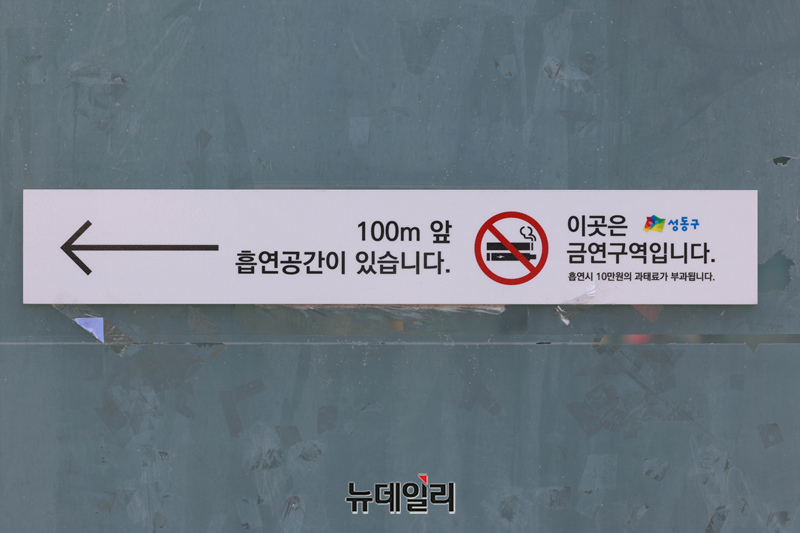 100m 앞
흡연공간이 있습니다.
이곳은 성동구
금연구역입니다.
흡연시 10만원의 과태료가 부과됩니다.
뉴데일리